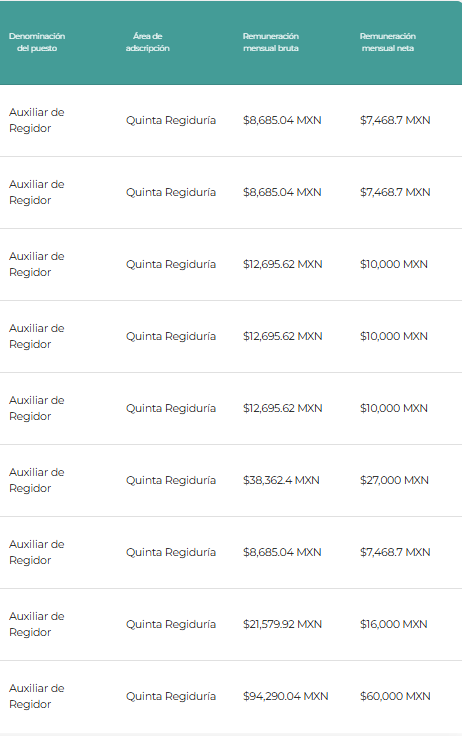 Denominación del puesto	Área de adscripción	Remuneración mensual bruta	Remuneración mensual neta
Auxiliar de Regidor	Quinta Regiduría	$8,685.04 MXN	$7,468.7 MXN
Auxiliar de Regidor	Quinta Regiduría	$8,685.04 MXN	$7,468.7 MXN
Auxiliar de Regidor	Quinta Regiduría	$12,695.62 MXN	$10,000 MXN
Auxiliar de Regidor	Quinta Regiduría	$12,695.62 MXN	$10,000 MXN
Auxiliar de Regidor	Quinta Regiduría	$12,695.62 MXN	$10,000 MXN
Auxiliar de Regidor	Quinta Regiduría	$38,362.4 MXN	$27,000 MXN
Auxiliar de Regidor	Quinta Regiduría	$8,685.04 MXN	$7,468.7 MXN
Auxiliar de Regidor	Quinta Regiduría	$21,579.92 MXN	$16,000 MXN
Auxiliar de Regidor	Quinta Regiduría	$94,290.04 MXN	$60,000 MXN